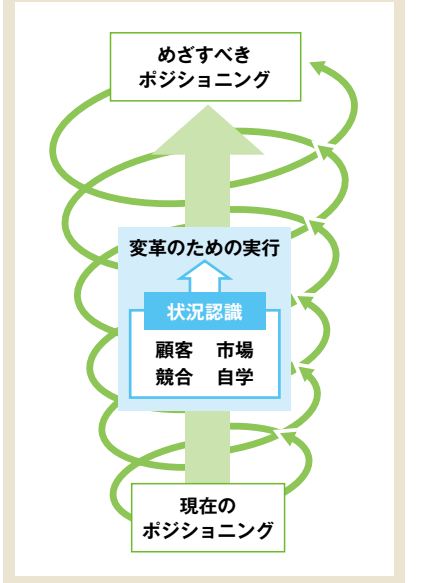 めざすべき
ポジショニング
変革のための実行
状況認識
顧客 市場
競合 自学
現在の
ポジショニング